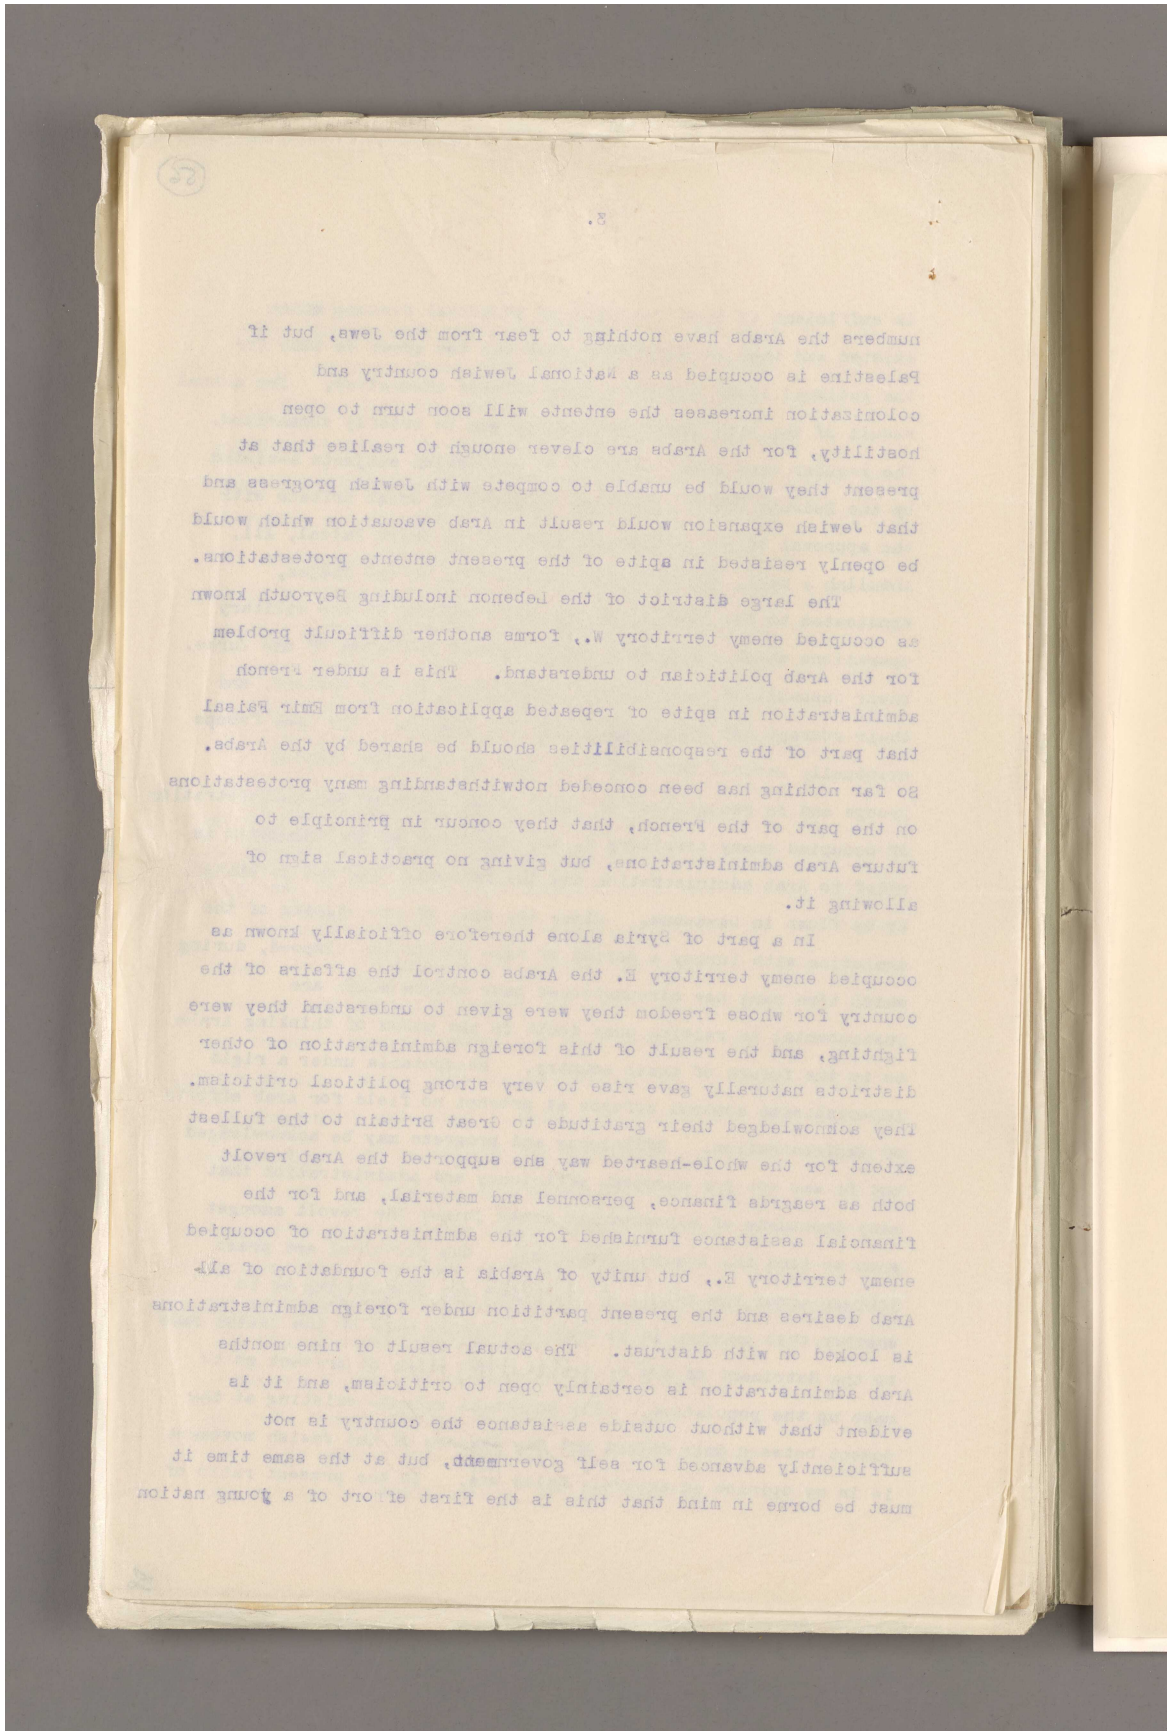 25
3.
numbers the Arabs have nothing to fear from the Jews, but if
Palestine is occupied as a National Jewish country and
colonization increases the entente will soon turn to open
hostility, for the Arabs are clever enough to realise that at
present they would be unable to compete with Jewish progress and
that Jewish expansion would result in Arab evacuation which would
be openly resisted in spite of the present entente protestations.
The large district of the Lebenon including Beyrouth known
as occupied enemy territory W., forms another difficult problem
for the Arab politician to understand. This is under French
administration in spite of repeated application from Emir Faisal
that part of the responsibilities should be shared by the Arabs.
So far nothing has been conceded notwithstanding many protestations
on the part of the French, that they concur in principle to
future Arab administrations, but giving no practical sign of
allowing it.
In a part of Syria alone therefore officially known as
occupied enemy territory E. the Arabs control the affairs of the
country for whose freedom they were given to understand they were
fighting, and the result of this foreign administration of other
districts naturally gave rise to very strong political criticism.
They acknowledged their gratitude to Great Britain to the fullest
extent for the whole-hearted way she supported the Arab revolt
both as reagrds finance, personnel and material, and for the
financial assistance furnished for the administration of occupied
enemy territory E., but unity of Arabia is the foundation of all
Arab desires and the present partition under foreign administrations
is looked on with distrust. The actual result of nine months
Arab administration is certainly open to criticism, and it is
evident that without outside assistance the country is not
sufficiently advanced for self government, but at the same time it
must be borne in mind that this is the first effort of a young nation